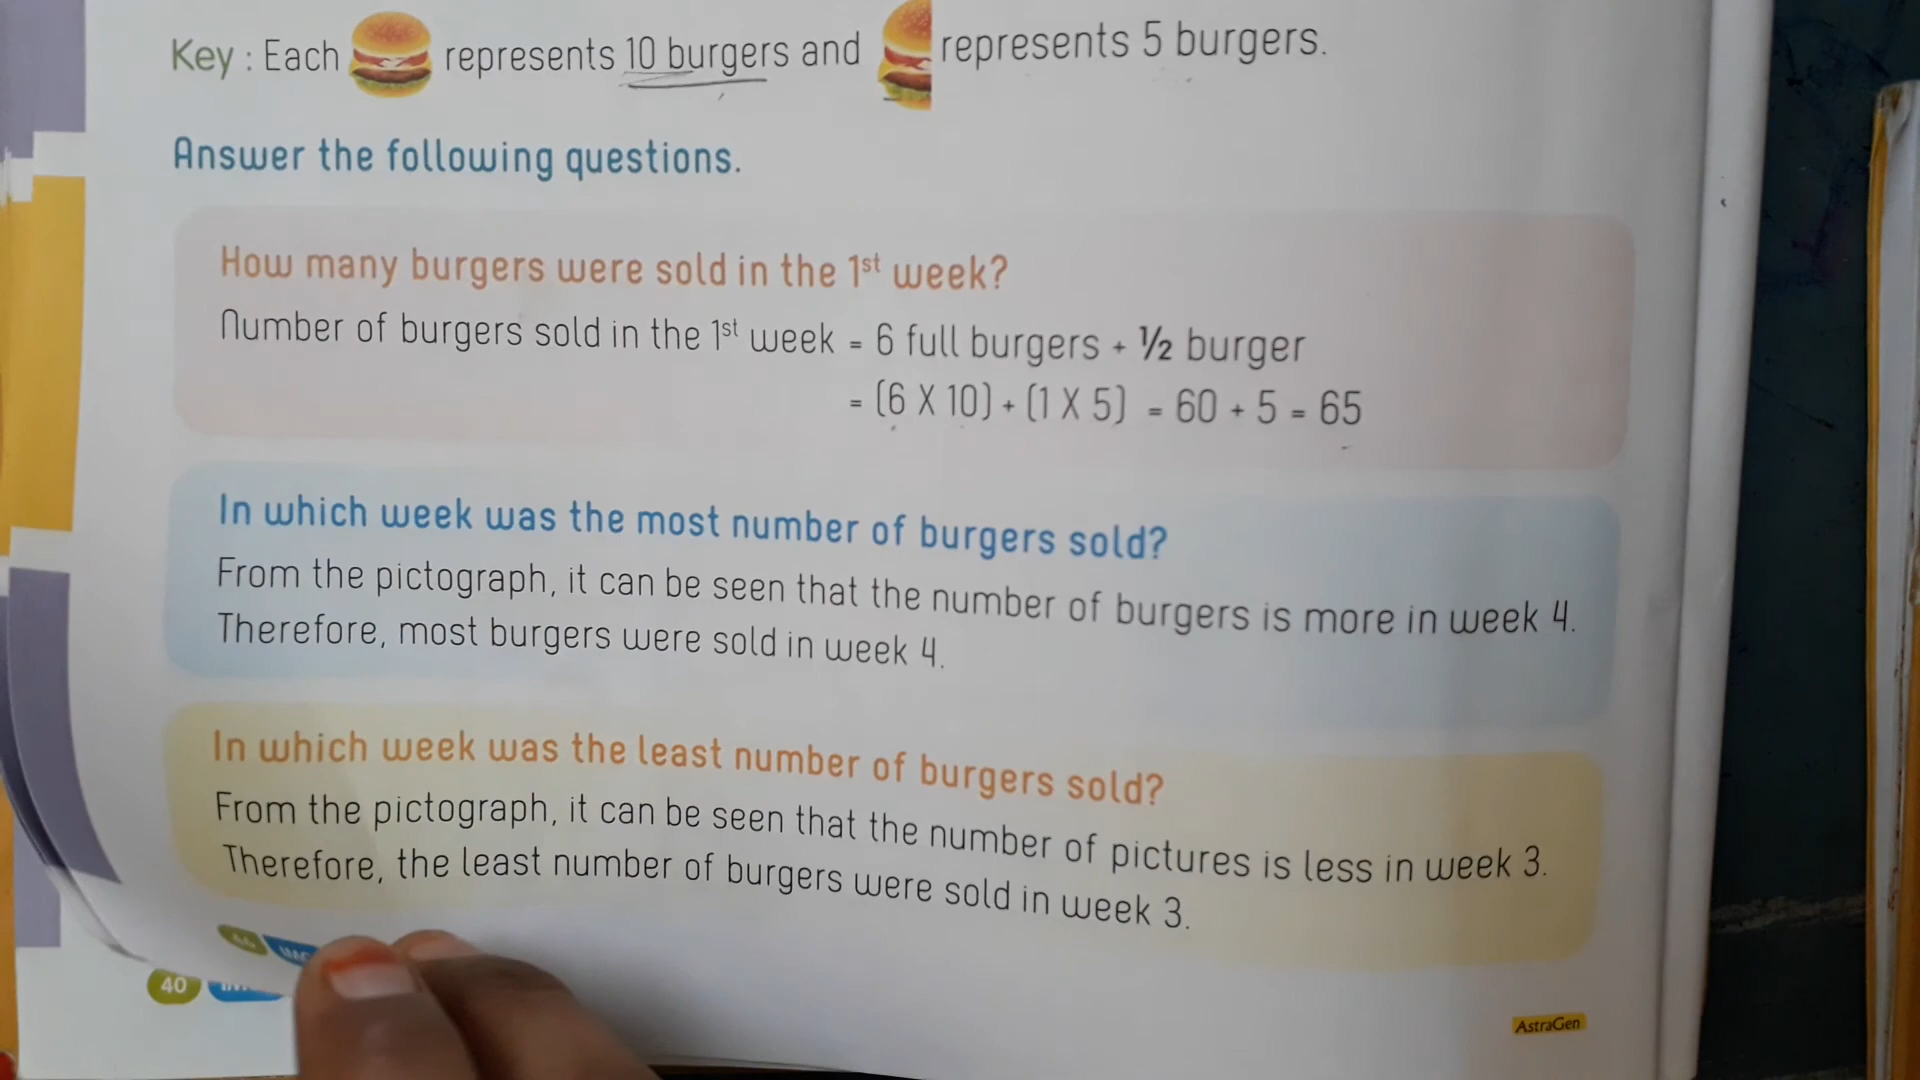 Key : Each represents 10 burgers and represents 5 burgers.
Answer the following questions.
How many burgers were sold in the 1st week?
Number of burgers sold in the 1st week = 6 full burgers + ½ burger
= (6 X 10) + (1 X 5) = 60 + 5 = 65
In which week was the most number of burgers sold?
From the pictograph, it can be seen that the number of burgers is more in week 4.
Therefore, most burgers were sold in week 4.
In which week was the least number of burgers sold?
From the pictograph, it can be seen that the number of pictures is less in week 3.
Therefore, the least number of burgers were sold in week 3.
40
AstraGen